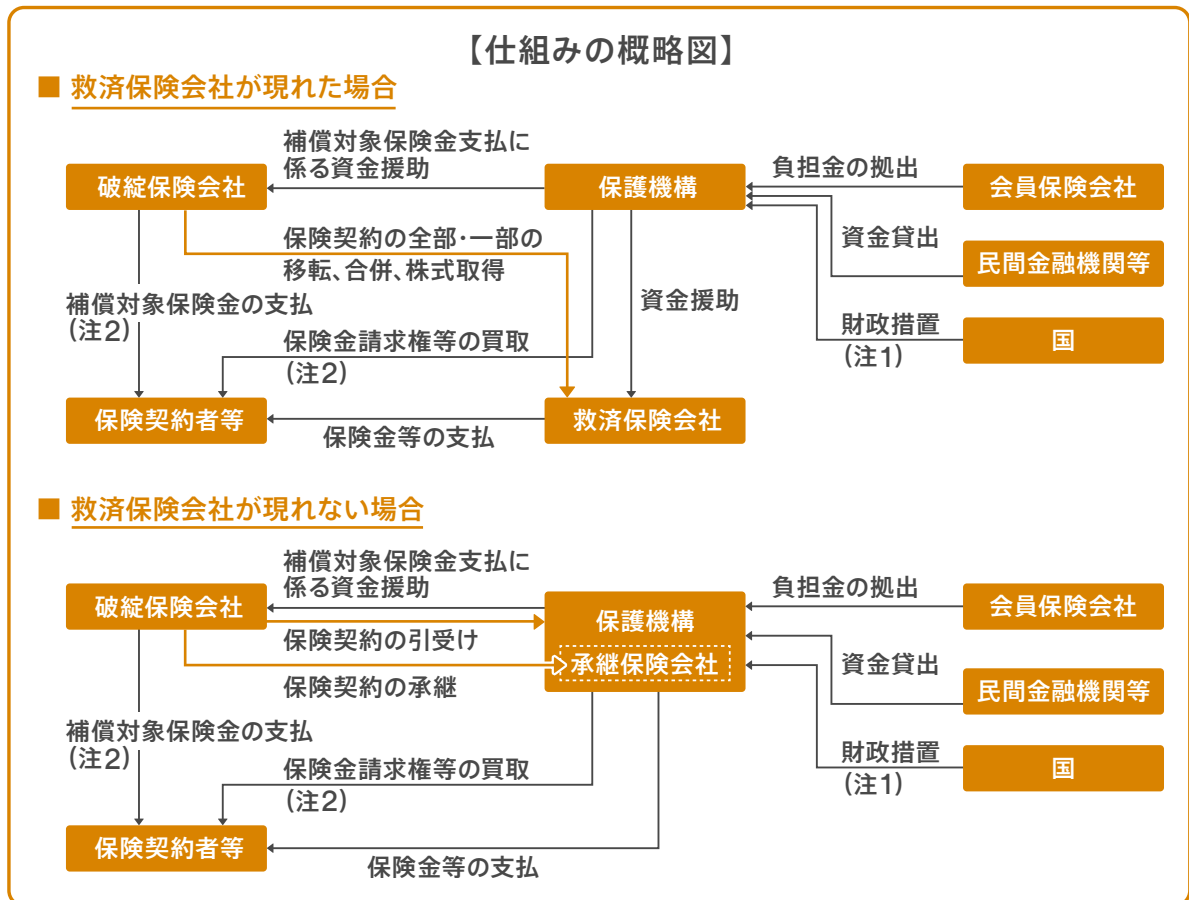 【仕組みの概略図】
■ 救済保険会社が現れた場合
補償対象保険金支払に
係る資金援助
破綻保険会社
保護機構
負担金の拠出
会員保険会社
保険契約の全部・一部の
移転、合併、株式取得
資金貸出
民間金融機関等
補償対象保険金の支払
(注2)
資金援助
保険金請求権等の買取
(注2)
財政措置
(注1)
国
保険契約者等
保険金等の支払
救済保険会社
■ 救済保険会社が現れない場合
補償対象保険金支払に
係る資金援助
破綻保険会社
保護機構
承継保険会社
負担金の拠出
会員保険会社
保険契約の引受け
保険契約の承継
資金貸出
民間金融機関等
補償対象保険金の支払
(注2)
保険金請求権等の買取
(注2)
財政措置
(注1)
国
保険契約者等
保険金等の支払